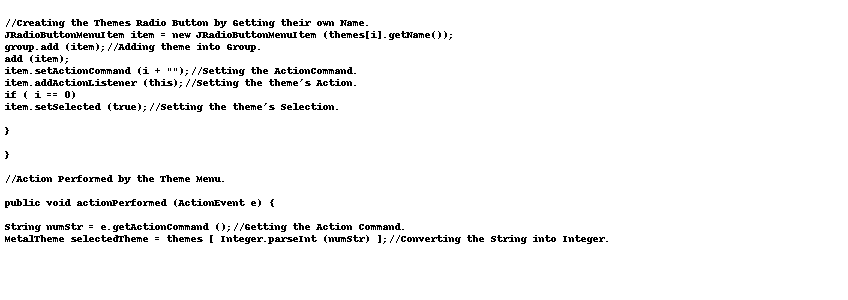 //Creating the Themes Radio Button by Getting their own Name.
JRadioButtonMenuItem item = new JRadioButtonMenuItem (themes[i].getName());
group.add (item);//Adding theme into Group.
add (item);
item.setActionCommand (i + "");//Setting the ActionCommand.
item.addActionListener (this);//Setting the theme's Action.
if ( i == 0)
item.setSelected (true);//Setting the theme's Selection.
}
}
//Action Performed by the Theme Menu.
public void actionPerformed (ActionEvent e) {
String numStr = e.getActionCommand ();//Getting the Action Command.
MetalTheme selectedTheme = themes [ Integer.parseInt (numStr) ];//Converting the String into Integer.